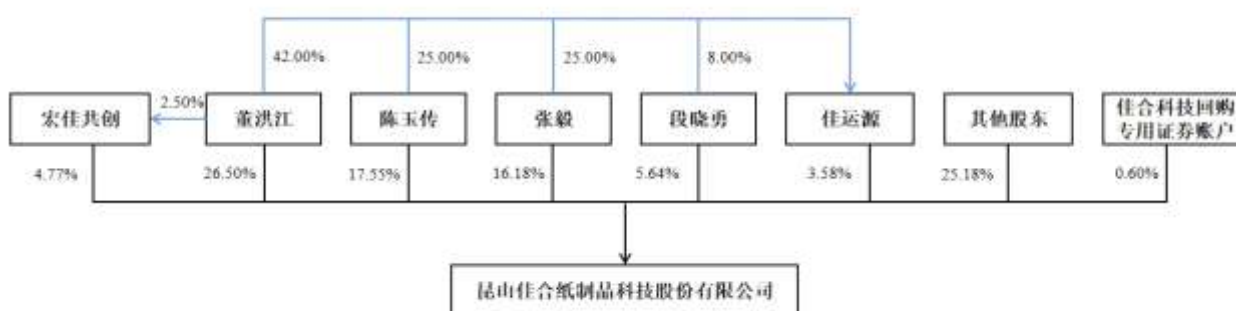 42.00%
25.00%
25.00%
8.00%
2.50%
宏佳共创
董洪江
陈玉传
张毅
段晓勇
佳运源
其他股东
佳合科技回购
专用证券账户
4.77%
26.50%
17.55%
16.18%
5.64%
3.58%
25.18%
0.60%
昆山佳合纸制品科技股份有限公司